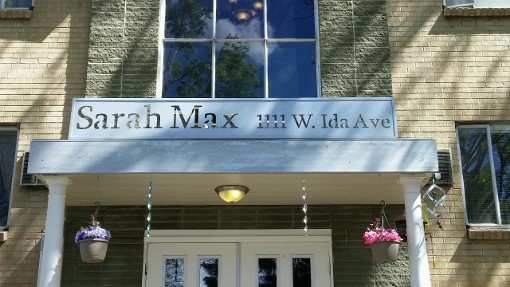 Sarah Max 1111 W. Ida Ave